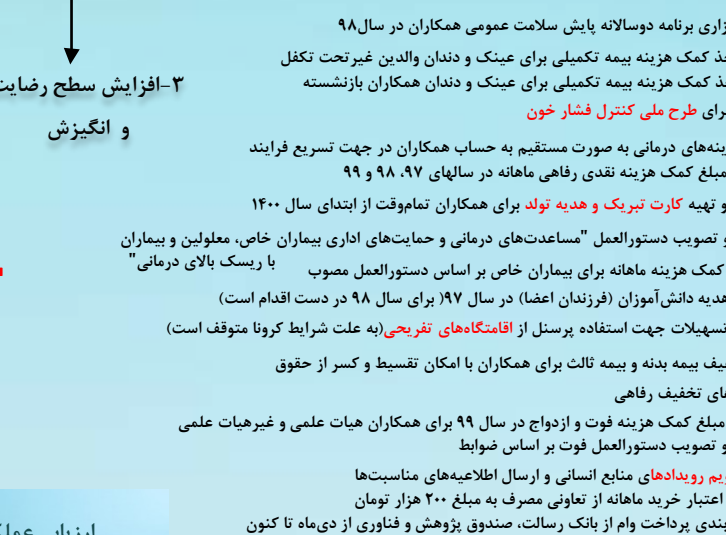 برنامه دوسالانه پایش سلامت عمومی همکاران در سال۹۸
کمک هزینه بیمه تکمیلی برای عینک و دندان والدین غیرتحت تکفل
کمک هزینه بیمه تکمیلی برای عینک و دندان همکاران بازنشسته
طرح ملی کنترل فشار خون
درمانی به صورت مستقیم به حساب همکاران در جهت تسریع فرایند
مبلغ کمک هزینه نقدی رفاهی ماهانه در سالهای ۹۷، ۹۸ و ۹۹
و تهیه کارت تبریک و هدیه تولد برای همکاران تمام‌وقت از ابتدای سال ۱۴۰۰
و تصویب دستورالعمل "مساعدت‌های درمانی و حمایت‌های اداری بیماران خاص، معلولین و بیماران
با ریسک بالای درمانی"
کمک هزینه ماهانه برای بیماران خاص بر اساس دستورالعمل مصوب
هدیه دانش‌آموزان (فرزندان اعضا) در سال ۹۷( برای سال ۹۸ در دست اقدام است)
تسهیلات جهت استفاده پرسنل از اقامتگاه‌های تفریحی(به علت شرایط کرونا متوقف است)
بیمه بدنه و بیمه ثالث برای همکاران با امکان تقسیط و کسر از حقوق
تخفیف رفاهی
مبلغ کمک هزینه فوت و ازدواج در سال ۹۹ برای همکاران هیات علمی و غیرهیات علمی
و تصویب دستورالعمل فوت بر اساس ضوابط
رویدادهای منابع انسانی و ارسال اطلاعیه‌های مناسبت‌ها
اعتبار خرید ماهانه از تعاونی مصرف به مبلغ ۲۰۰ هزار تومان
پرداخت وام از بانک رسالت، صندوق پژوهش و فناوری از دی‌ماه تا کنون
۳-افزایش سطح رضایت
و انگیزش
ارزیابی